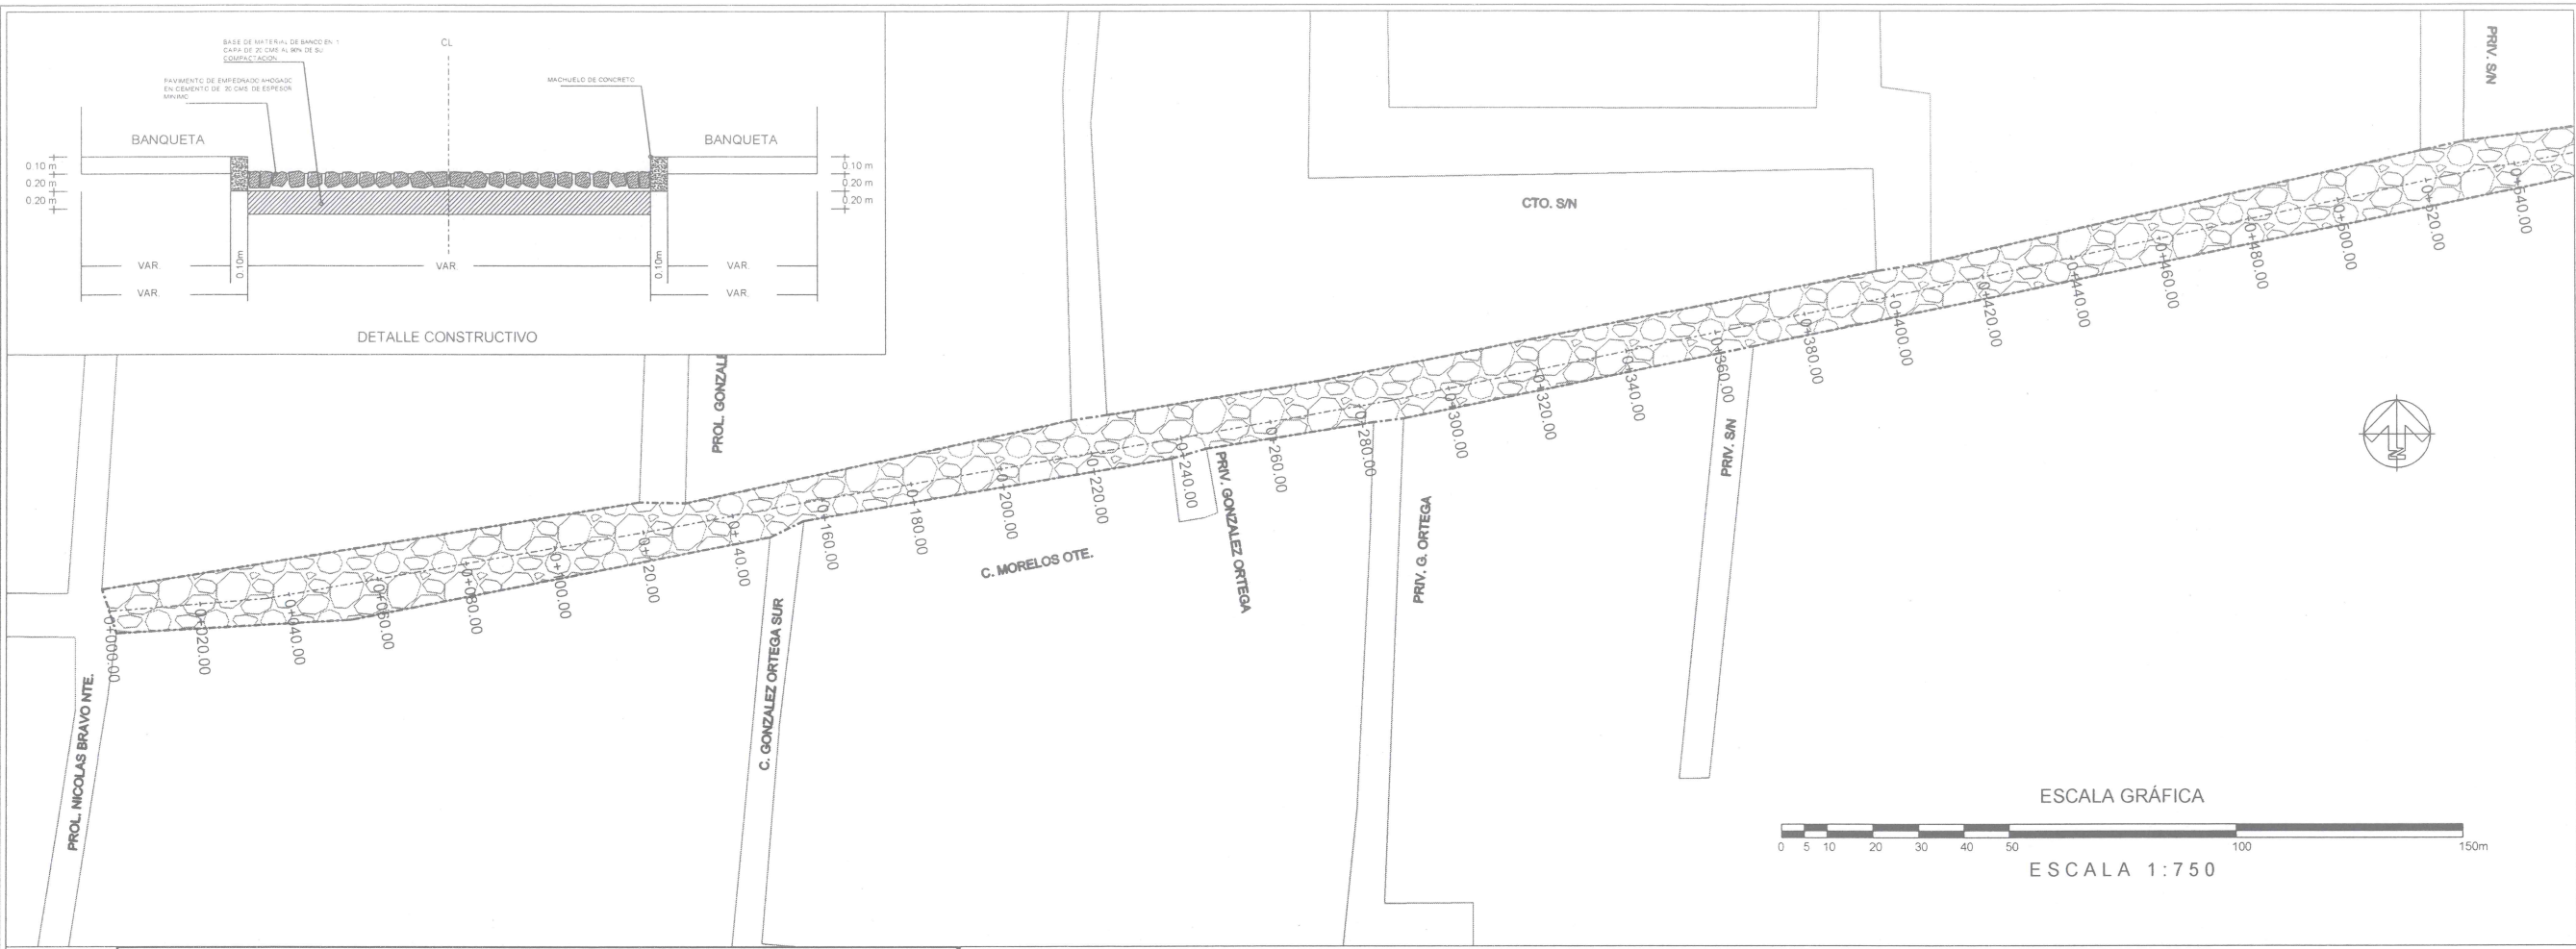 BASE DE MATERIAL DE BANCO EN 1
CAPA DE 20 CMS AL 90% DE SU
COMPACTACION
PAVIMENTO DE EMPEDRADO AHOGADO
EN CEMENTO DE 20 CMS DE ESPESOR
MINIMO
CL
MACHUELO DE CONCRETO
BANQUETA
BANQUETA
0.10 m
0.20 m
0.20 m
0.10 m
0.20 m
0.20 m
0.10m
0.10m
VAR.
VAR.
VAR.
VAR.
VAR.
DETALLE CONSTRUCTIVO
PROL. GONZALE
PRIV. S/N
CTO. S/N
0+000.00
0+020.00
0+040.00
0+060.00
0+080.00
0+100.00
0+120.00
0+140.00
0+160.00
0+180.00
0+200.00
0+220.00
0+240.00
0+260.00
0+280.00
0+300.00
0+320.00
0+340.00
0+360.00
0+380.00
0+400.00
0+420.00
0+440.00
0+460.00
0+480.00
0+500.00
0+520.00
0+540.00
PROL. NICOLAS BRAVO NTE.
C. GONZALEZ ORTEGA SUR
C. MORELOS OTE.
PRIV. GONZALEZ ORTEGA
PRIV. G. ORTEGA
PRIV. S/N
N
ESCALA GRÁFICA
0 5 10 20 30 40 50 100 150m
ESCALA 1:750